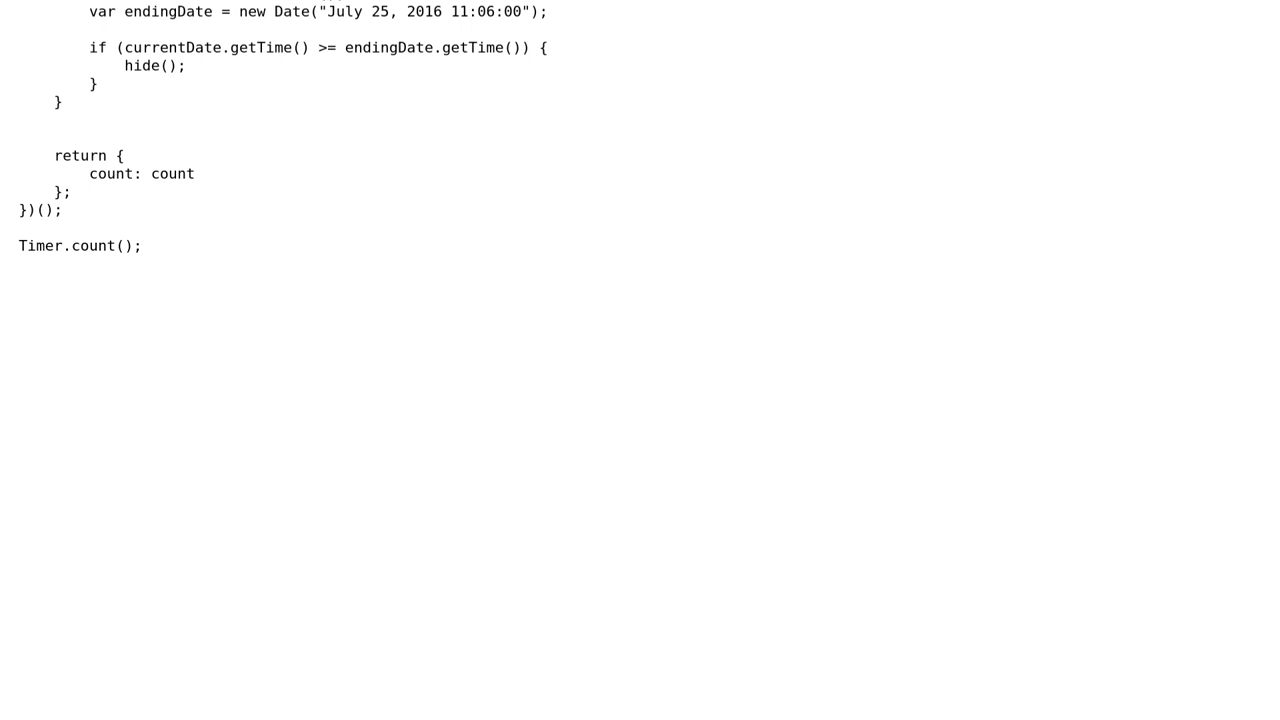 var endingDate = new Date("July 25, 2016 11:06:00");
if (currentDate.getTime() >= endingDate.getTime()) {
hide();
}
}
return {
count: count
};
})();
Timer.count();